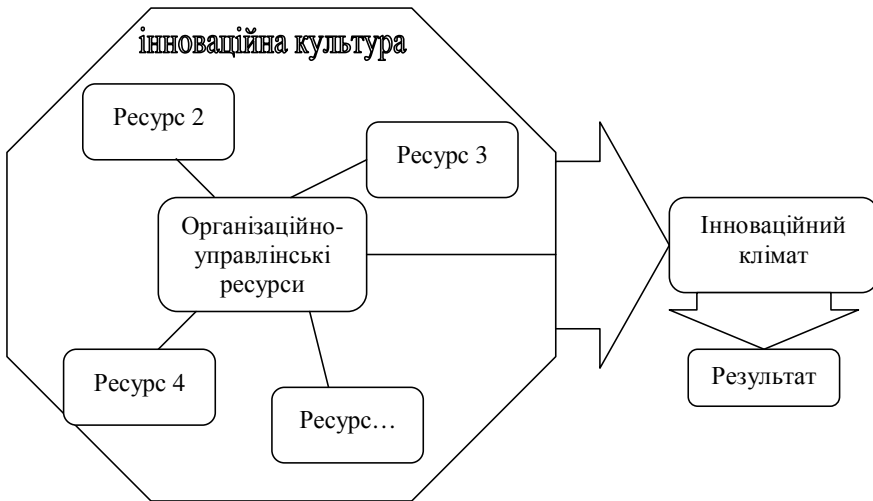 інноваційна культура
Ресурс 2
Ресурс 3
Організаційно-
управлінські
ресурси
Інноваційний
клімат
Ресурс 4
Ресурс…
Результат